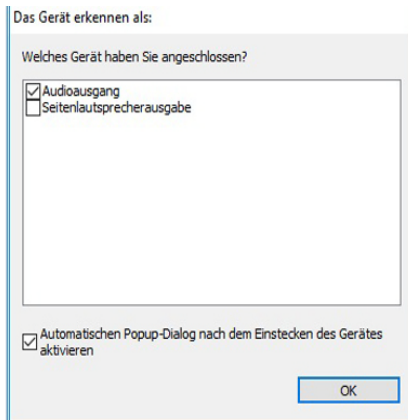 Das Gerät erkennen als:
Welches Gerät haben Sie angeschlossen?
Audioausgang
Seitenlautsprecherausgabe
Automatischen Popup-Dialog nach dem Einstecken des Gerätes
aktivieren
OK